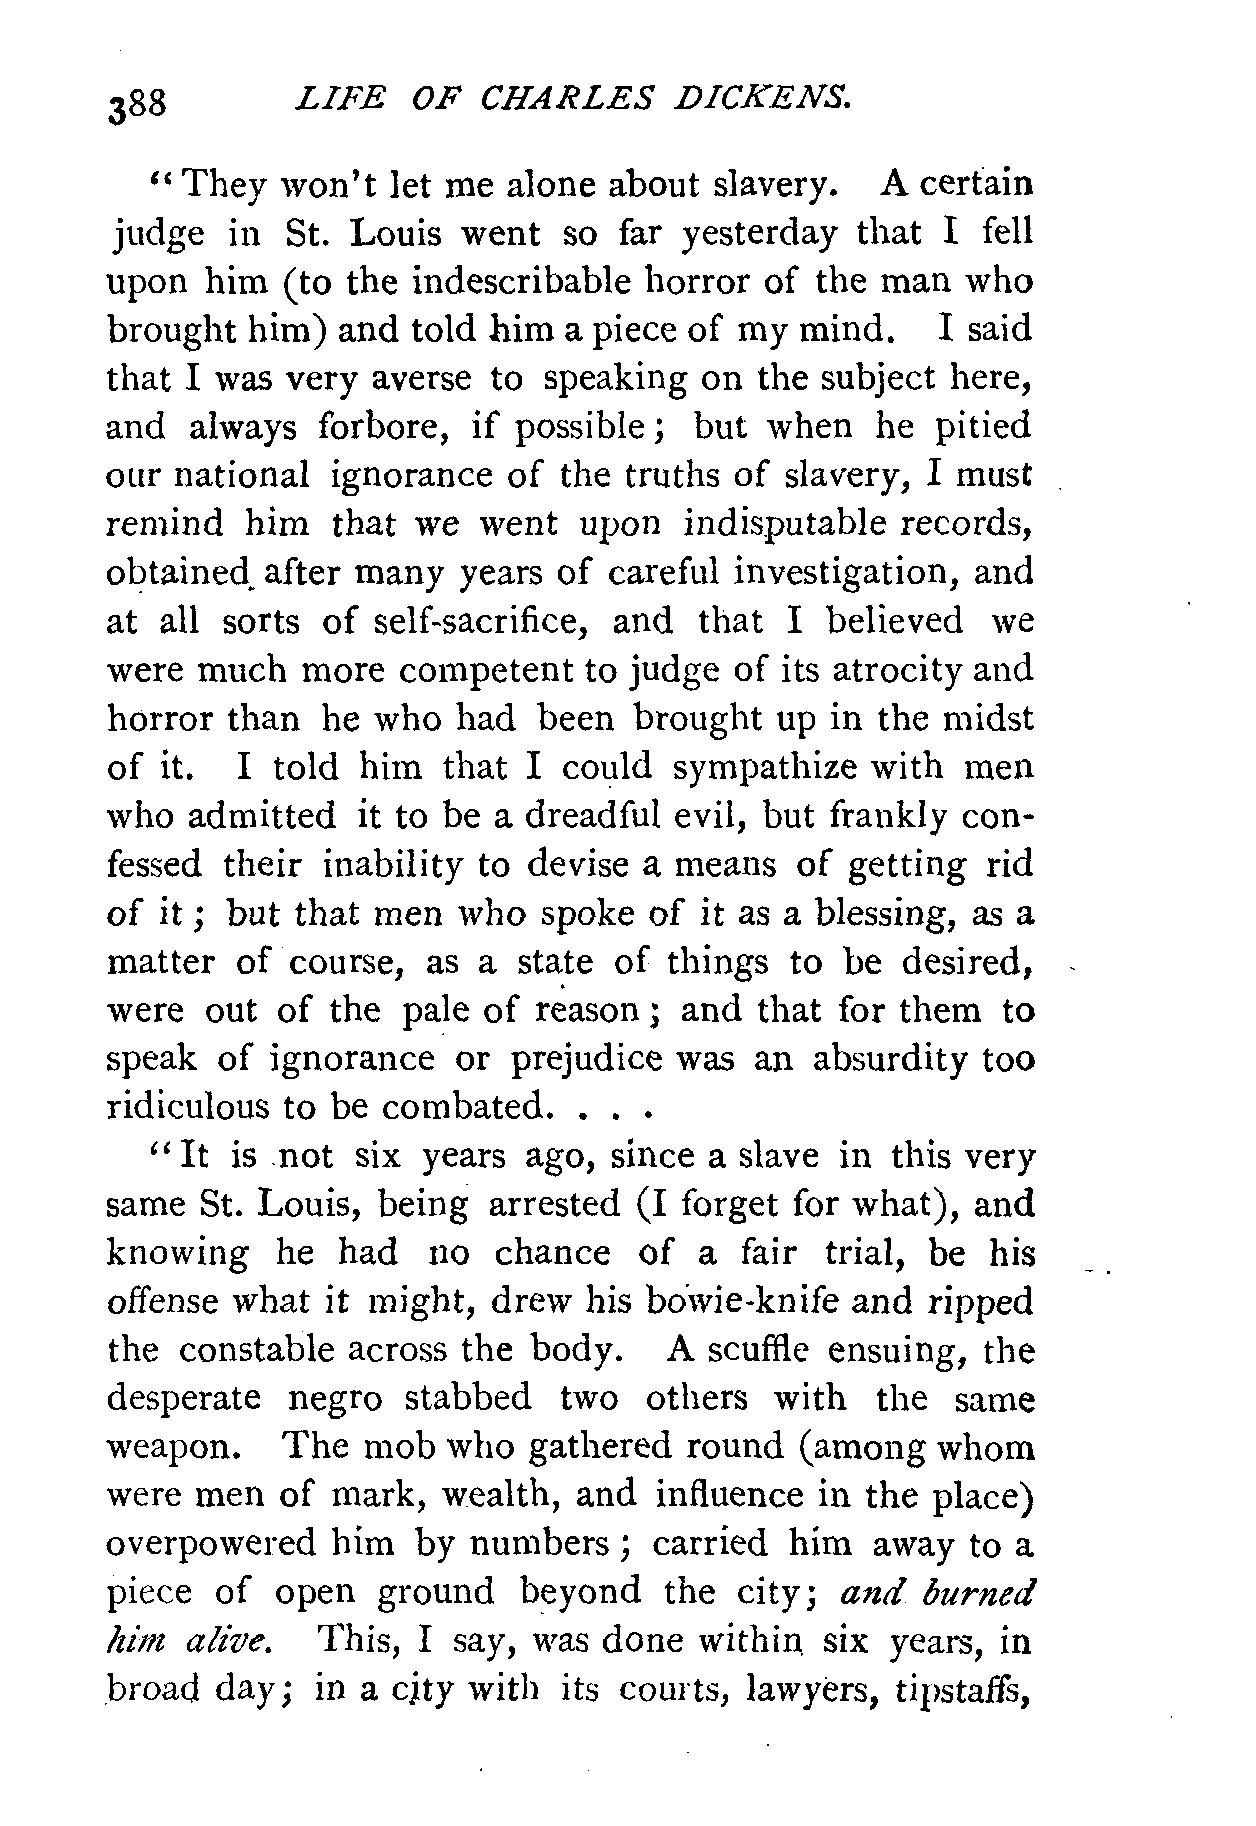 388 LIFE OF CHARLES DICKENS.
“They won't let me alone about slavery. A certain
judge in St. Louis went so far yesterday that I fell
upon him (to the indescribable horror of the man who
brought him) and told him a piece of my mind. I said
that I was very averse to speaking on the subject here,
and always forbore, if possible; but when he pitied
our national ignorance of the truths of slavery, I must
remind him that we went upon indisputable records,
obtained after many years of careful investigation, and
at all sorts of self-sacrifice, and that I believed we
were much more competent to judge of its atrocity and
horror than he who had been brought up in the midst
of it. I told him that I could sympathize with men
who admitted it to be a dreadful evil, but frankly con-
fessed their inability to devise a means of getting rid
of it; but that men who spoke of it as a blessing, as a
matter of course, as a state of things to be desired,
were out of the pale of reason; and that for them to
speak of ignorance or prejudice was an absurdity too
ridiculous to be combated. . . .
“It is not six years ago, since a slave in this very
same St. Louis, being arrested (I forget for what), and
knowing he had no chance of a fair trial, be his
offense what it might, drew his bowie-knife and ripped
the constable across the body. A scuffle ensuing, the
desperate negro stabbed two others with the same
weapon. The mob who gathered round (among whom
were men of mark, wealth, and influence in the place)
overpowered him by numbers; carried him away to a
piece of open ground beyond the city; and burned
him alive. This, I say, was done within six years, in
broad day; in a city with its courts, lawyers, tipstaffs,